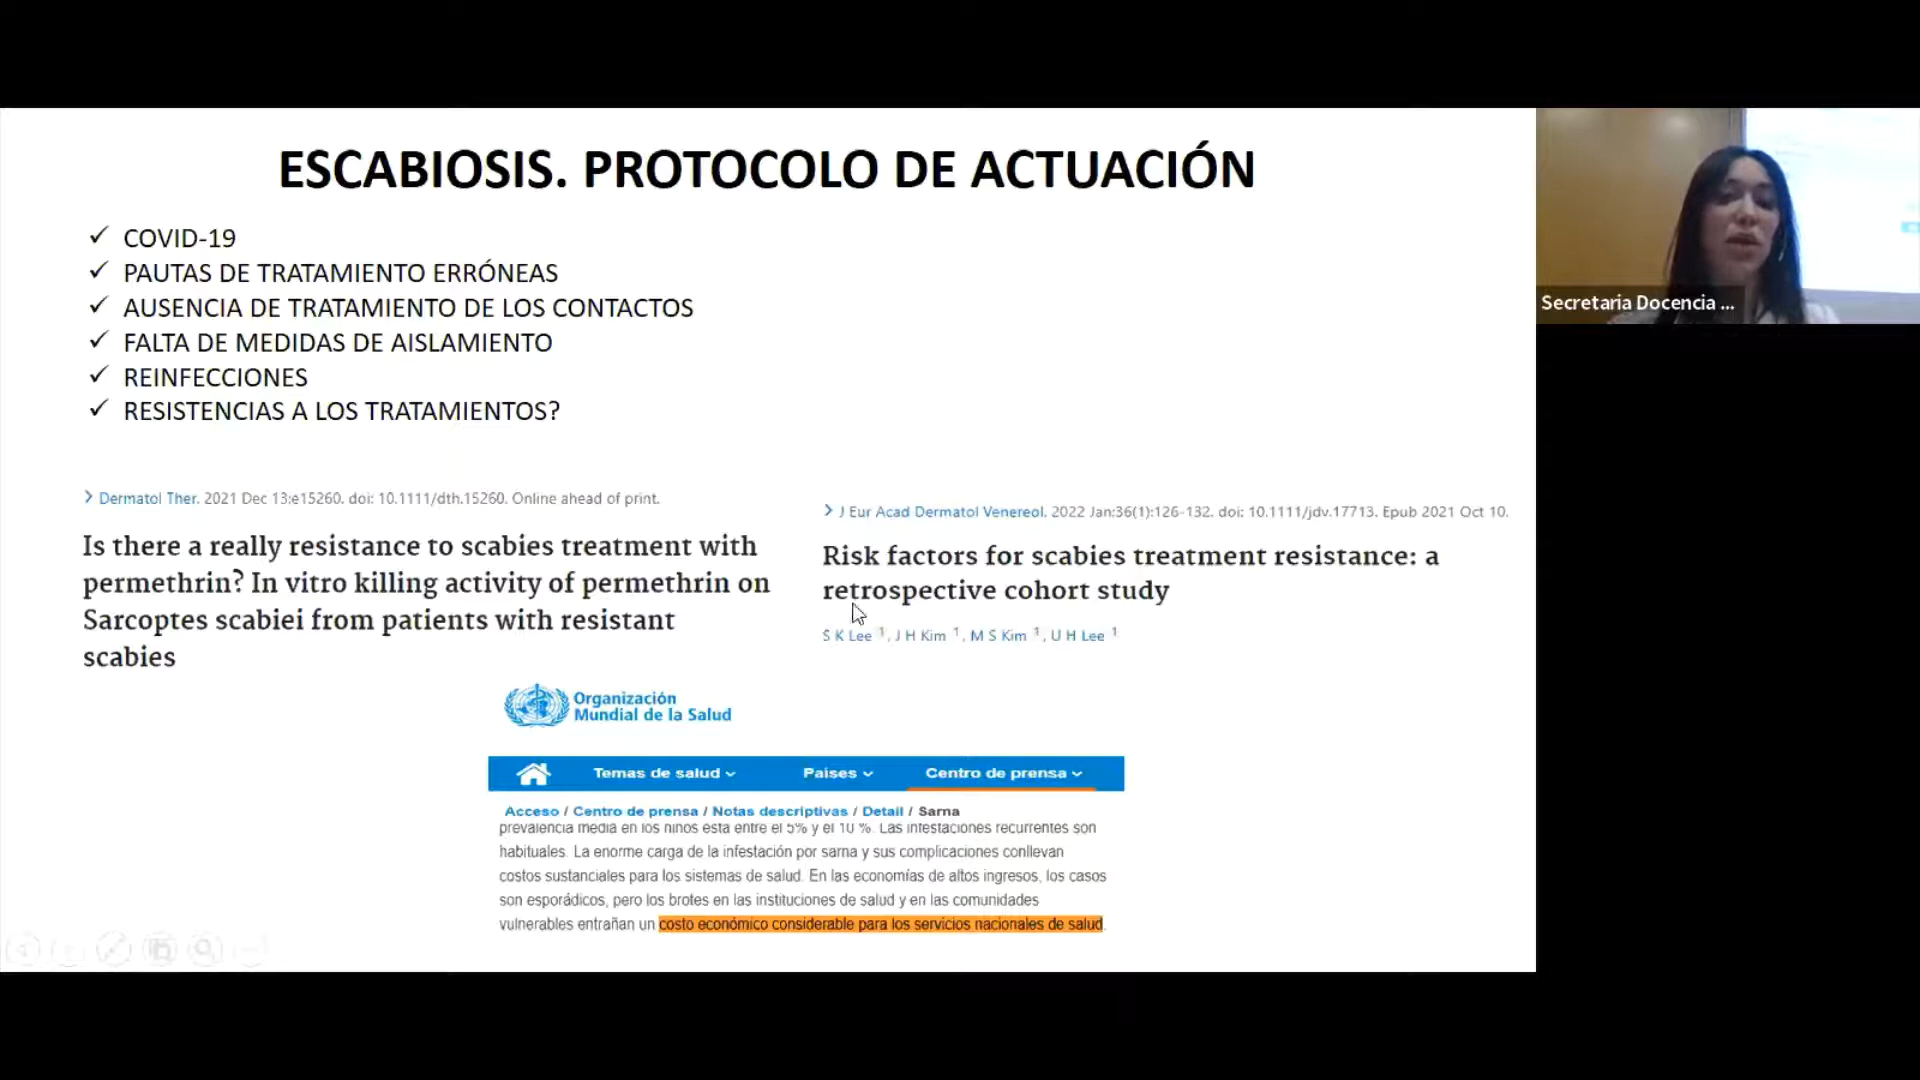 ESCABIOSIS. PROTOCOLO DE ACTUACIÓN
COVID-19
PAUTAS DE TRATAMIENTO ERRÓNEAS
AUSENCIA DE TRATAMIENTO DE LOS CONTACTOS
FALTA DE MEDIDAS DE AISLAMIENTO
REINFECCIONES
RESISTENCIAS A LOS TRATAMIENTOS?
Dermatol Ther. 2021 Dec 13:e15260. doi: 10.1111/dth.15260. Online ahead of print.
Is there a really resistance to scabies treatment with
permethrin? In vitro killing activity of permethrin on
Sarcoptes scabiei from patients with resistant
scabies
J Eur Acad Dermatol Venereol. 2022 Jan;36(1):126-132. doi: 10.1111/jdv.17713. Epub 2021 Oct 10.
Risk factors for scabies treatment resistance: a
retrospective cohort study
S K Lee 1, J H Kim 1, M S Kim 1, U H Lee 1
Organización
Mundial de la Salud
Temas de salud Países Centro de prensa
Acceso / Centro de prensa / Notas descriptivas / Detail / Sarna
prevalencia media en los niños está entre el 5% y el 10 %. Las infestaciones recurrentes son
habituales. La enorme carga de la infestación por sarna y sus complicaciones conllevan
costos sustanciales para los sistemas de salud. En las economías de altos ingresos, los casos
son esporádicos, pero los brotes en las instituciones de salud y en las comunidades
vulnerables entrañan un costo económico considerable para los servicios nacionales de salud.
Secretaria Docencia ...